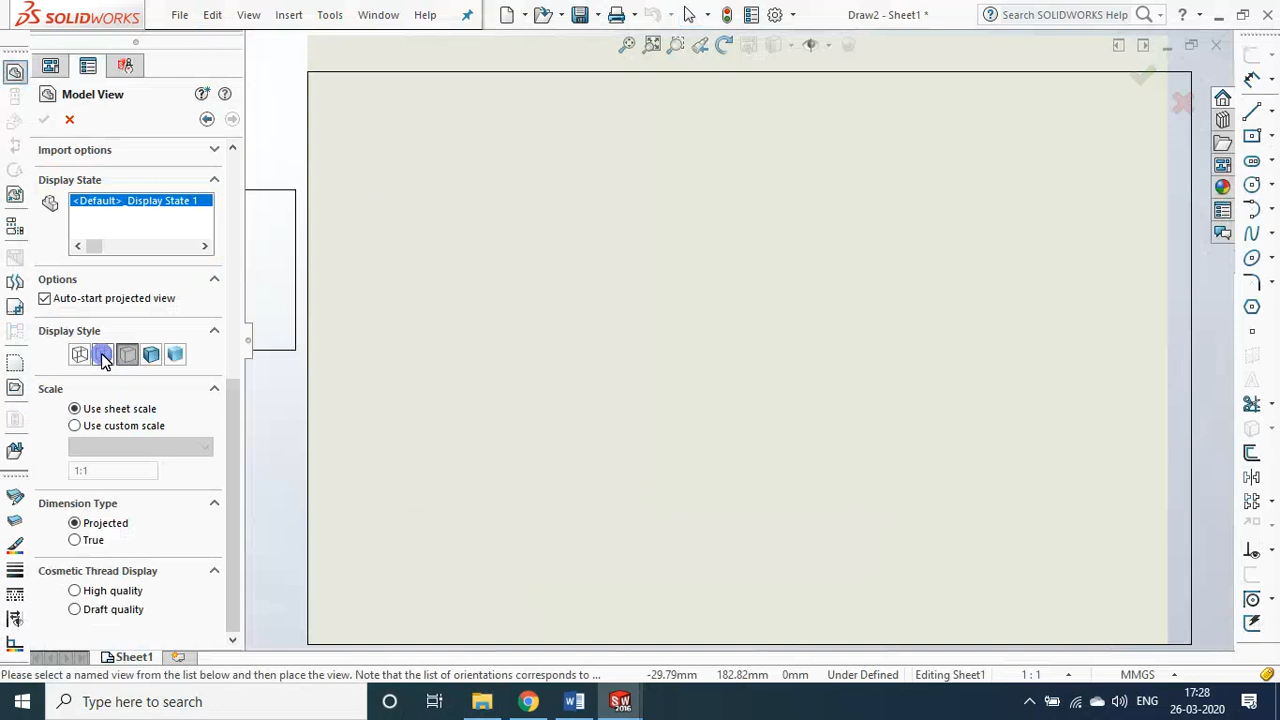 SOLIDWORKS
File
Edit
View
Insert
Tools
Window
Help
Draw2 - Sheet1 *
Search SOLIDWORKS Help
?
Model View
Import options
Display State
<Default>_Display State 1
Options
Auto-start projected view
Display Style
Scale
Use sheet scale
Use custom scale
1:1
Dimension Type
Projected
True
Cosmetic Thread Display
High quality
Draft quality
Sheet1
Please select a named view from the list below and then place the view. Note that the list of orientations corresponds to ...
-29.79mm
182.82mm
0mm
Under Defined
Editing Sheet1
1 : 1
MMGS
Type here to search
SW
2016
ENG
17:28
26-03-2020